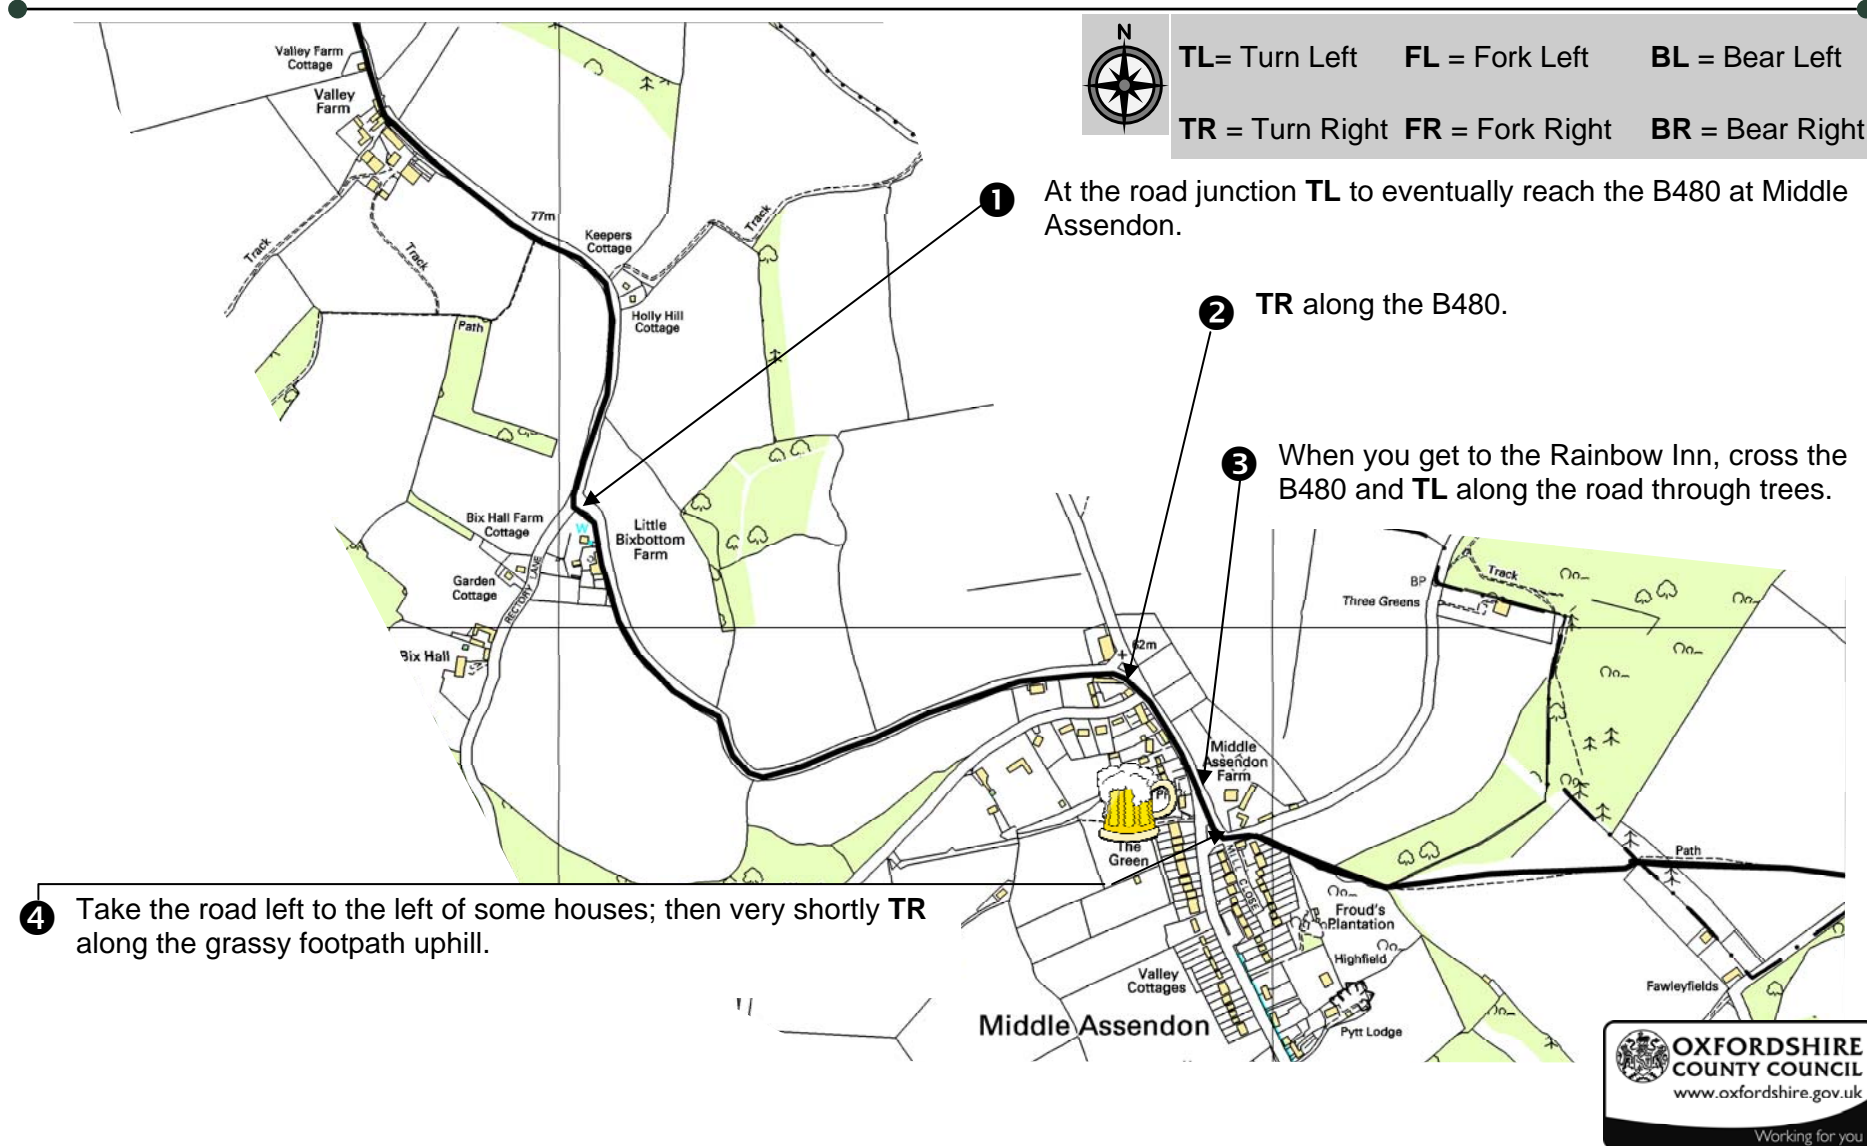 N
TL= Turn Left FL = Fork Left BL = Bear Left
TR = Turn Right FR = Fork Right BR = Bear Right
1 At the road junction TL to eventually reach the B480 at Middle
Assendon.
2 TR along the B480.
3 When you get to the Rainbow Inn, cross the
B480 and TL along the road through trees.
Valley Farm
Cottage
Valley
Farm
77m
Keepers
Cottage
Track
Track
Track
Holly Hill
Cottage
Path
Bix Hall Farm
Cottage
W
Little
Bixbottom
Farm
Garden
Cottage
RECTORY LANE
Bix Hall
BP
Track
Three Greens
62m
Middle
Assendon
Farm
PH
The
Green
MILL CLOSE
Path
Froud's
Plantation
Highfield
Valley
Cottages
Fawleyfields
Middle Assendon
Pytt Lodge
4 Take the road left to the left of some houses; then very shortly TR
along the grassy footpath uphill.
OXFORDSHIRE
COUNTY COUNCIL
www.oxfordshire.gov.uk
Working for you